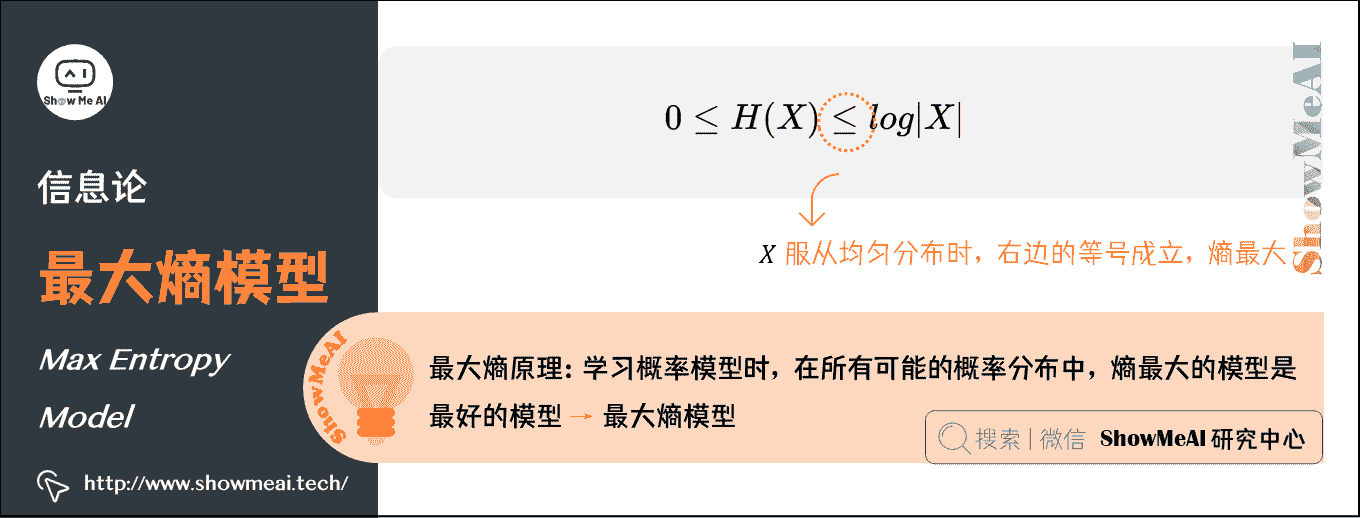 Show Me AI
信息论
最大熵模型
Max Entropy
Model
http://www.showmeai.tech/
0 ≤ H(X) ≤ log|X|
X 服从均匀分布时，右边的等号成立，熵最大
ShowMeAI
ShowMeAI
最大熵原理：学习概率模型时，在所有可能的概率分布中，熵最大的模型是
最好的模型 → 最大熵模型
搜索 | 微信 ShowMeAI 研究中心